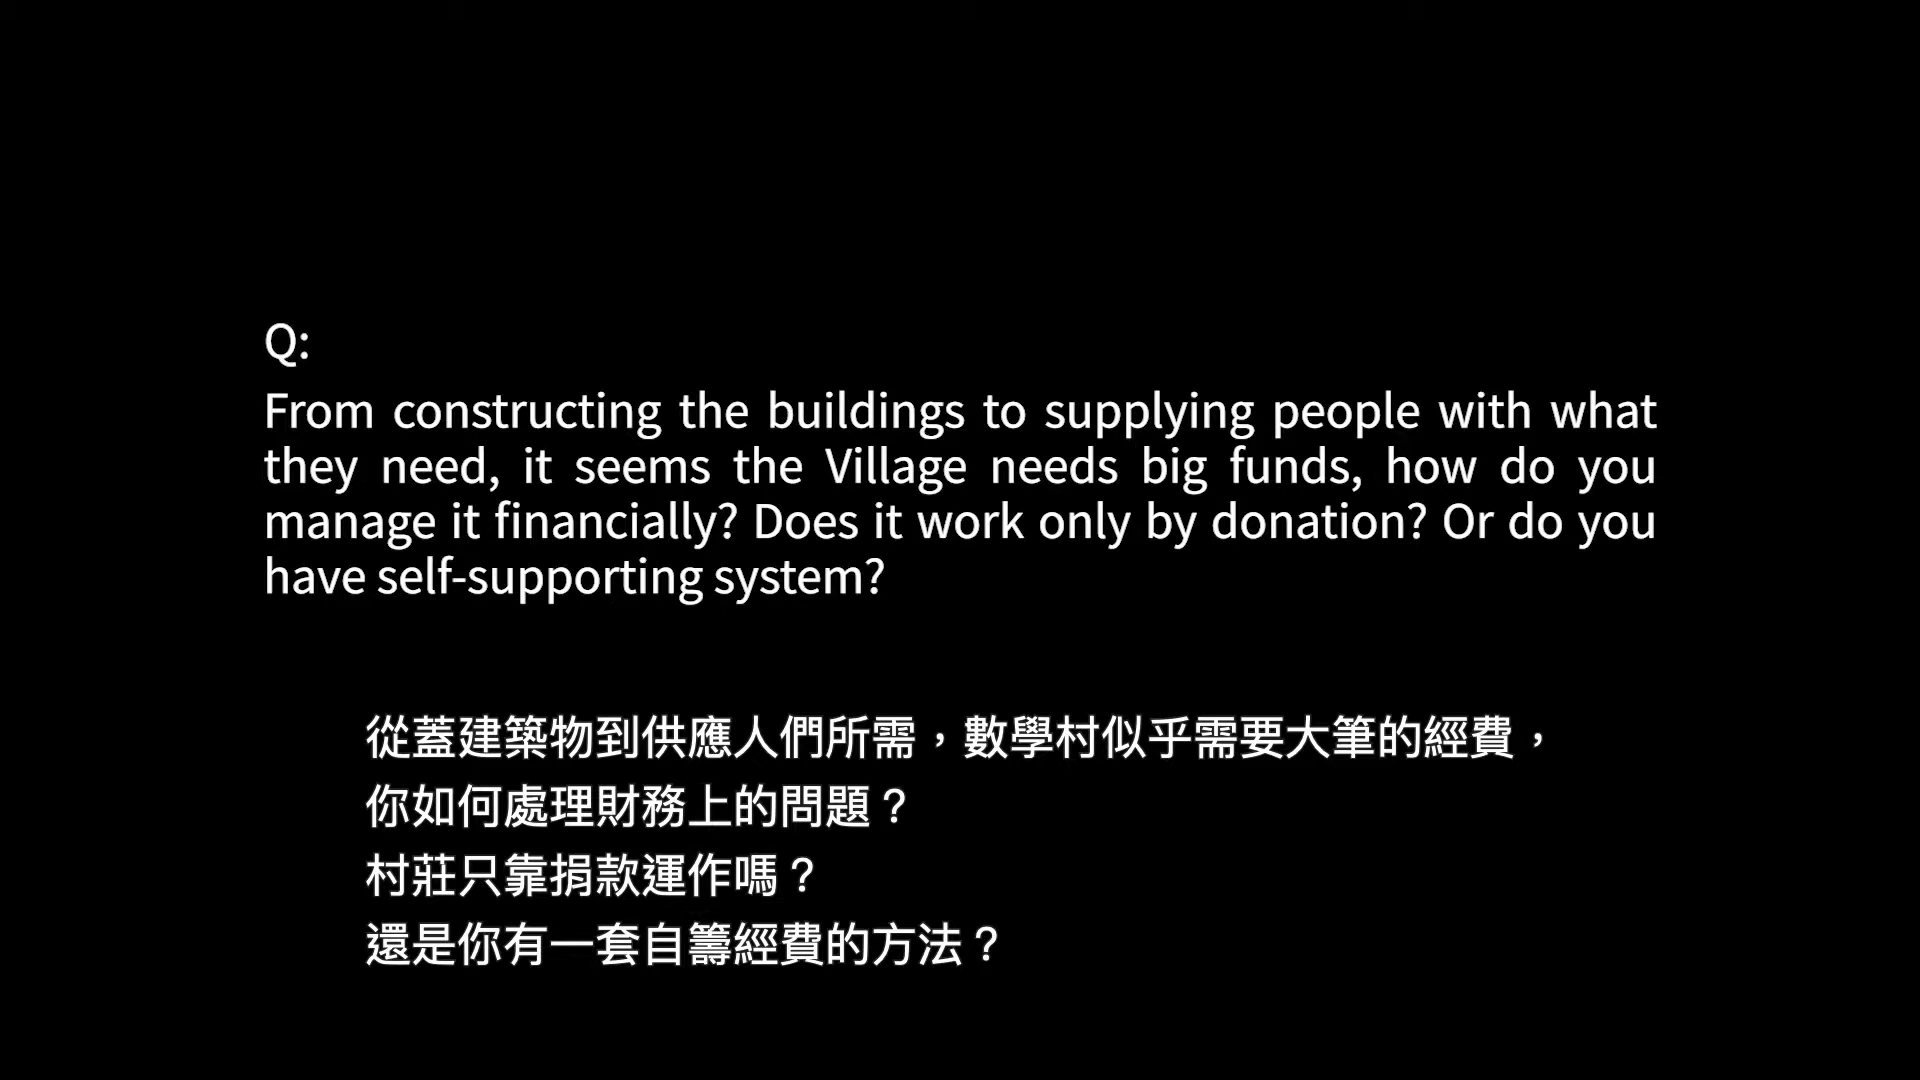 Q:
From constructing the buildings to supplying people with what
they need, it seems the Village needs big funds, how do you
manage it financially? Does it work only by donation? Or do you
have self-supporting system?
從蓋建築物到供應人們所需，數學村似乎需要大筆的經費，
你如何處理財務上的問題？
村莊只靠捐款運作嗎？
還是你有一套自籌經費的方法？